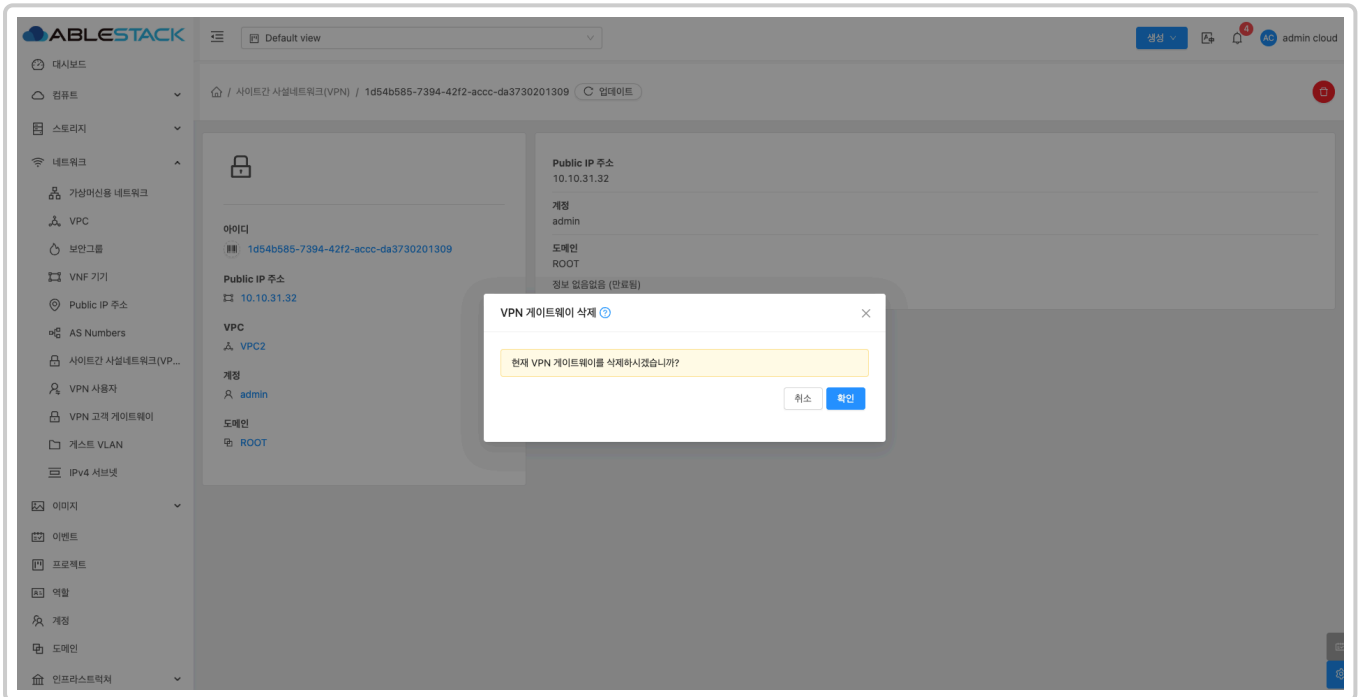 ABLESTACK
Default view
생성
4
AC admin cloud
대시보드
컴퓨트
스토리지
네트워크
가상머신용 네트워크
VPC
보안그룹
VNF 기기
Public IP 주소
AS Numbers
사이트간 사설네트워크(VP...
VPN 사용자
VPN 고객 게이트웨이
게스트 VLAN
IPv4 서브넷
이미지
이벤트
프로젝트
역할
계정
도메인
인프라스트럭쳐
/ 사이트간 사설네트워크(VPN) / 1d54b585-7394-42f2-accc-da3730201309 업데이트
아이디
1d54b585-7394-42f2-accc-da3730201309
Public IP 주소
10.10.31.32
VPC
VPC2
계정
admin
도메인
ROOT
Public IP 주소
10.10.31.32
계정
admin
도메인
ROOT
정보 없음없음 (만료됨)
VPN 게이트웨이 삭제
현재 VPN 게이트웨이를 삭제하시겠습니까?
취소
확인